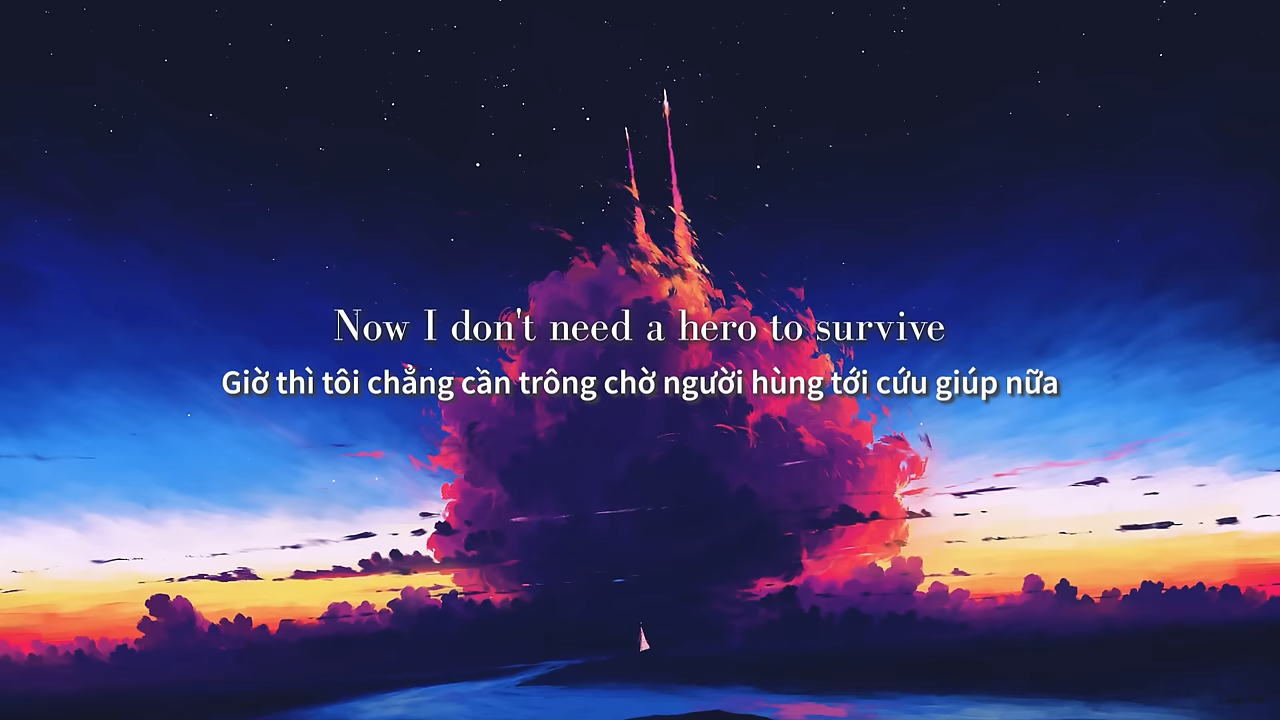 Now I don't need a hero to survive
Giờ thì tôi chẳng cần trông chờ người hùng tới cứu giúp nữa